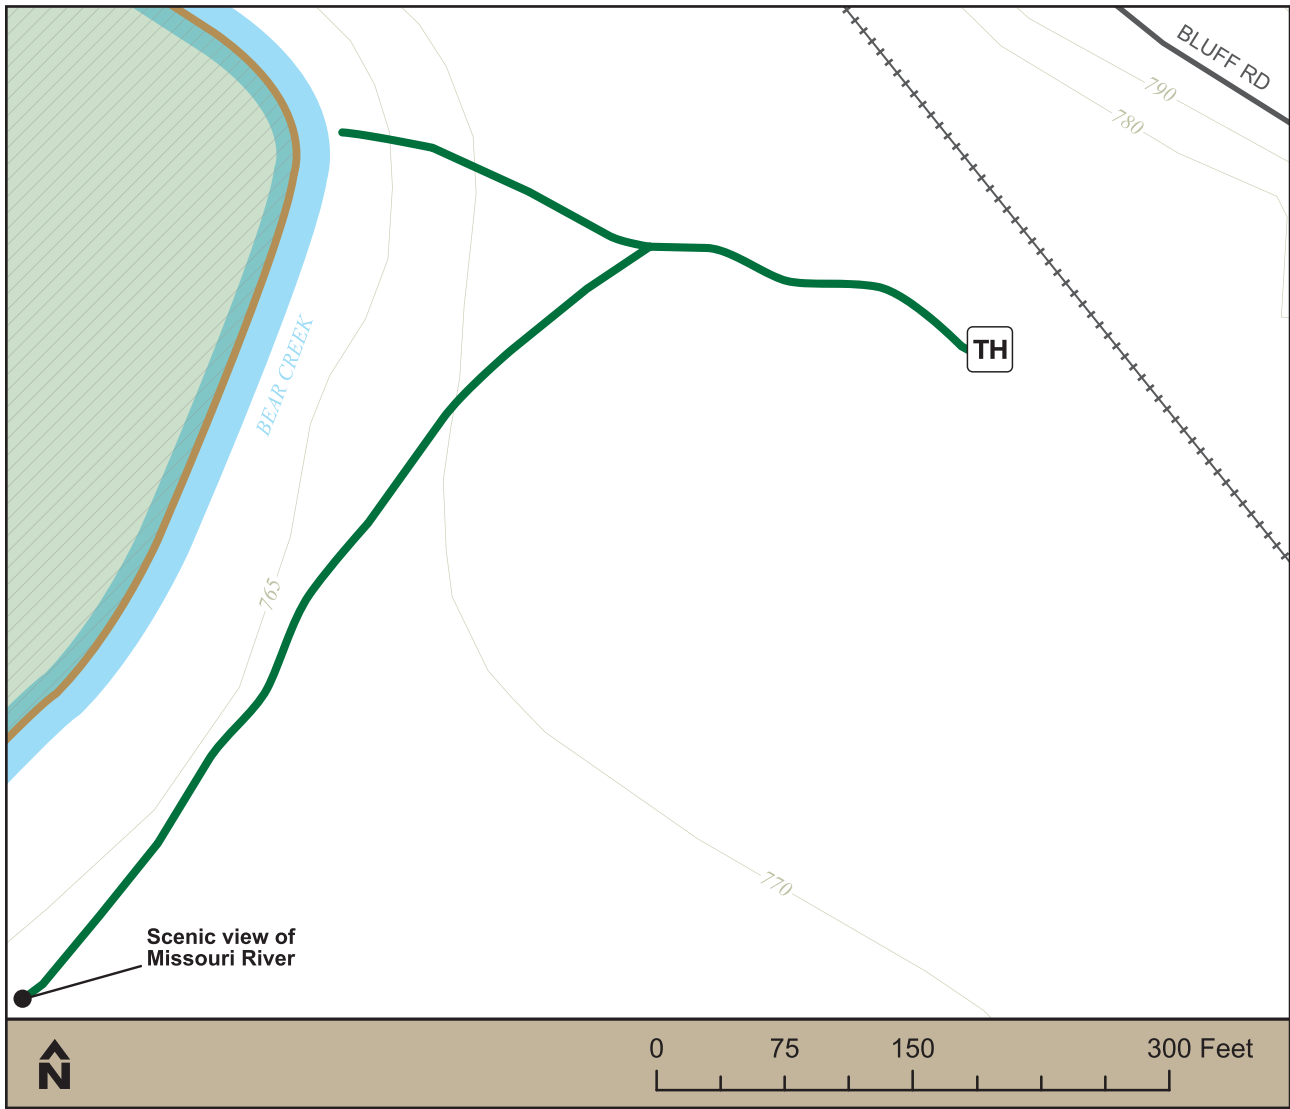 BLUFF RD
790
780
TH
BEAR CREEK
765
770
Scenic view of
Missouri River
N
0 75 150 300 Feet